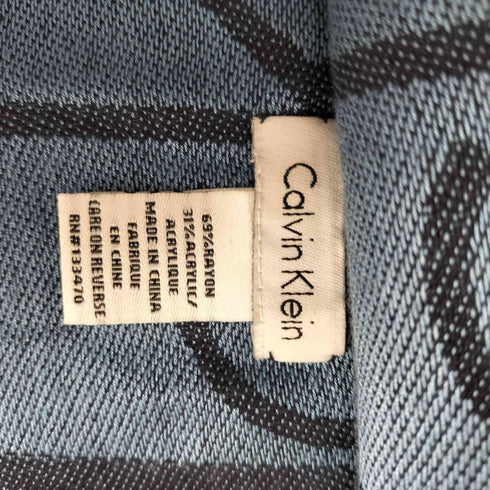 Calvin Klein
69%RAYON
31%ACRYLIC/
ACRYLIQUE
MADE IN CHINA
FABRIQUE
EN CHINE
CARE ON REVERSE
RN#133470